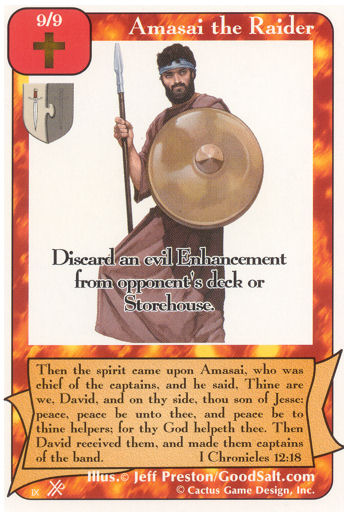 9/9
Amasai the Raider
Discard an evil Enhancement
from opponent's deck or
Storehouse.
Then the spirit came upon Amasai, who was
chief of the captains, and he said, Thine are
we, David, and on thy side, thou son of Jesse:
peace, peace be unto thee, and peace be to
thine helpers; for thy God helpeth thee. Then
David received them, and made them captains
of the band. I Chronicles 12:18
Illus.© Jeff Preston/GoodSalt.com
IX © Cactus Game Design, Inc.